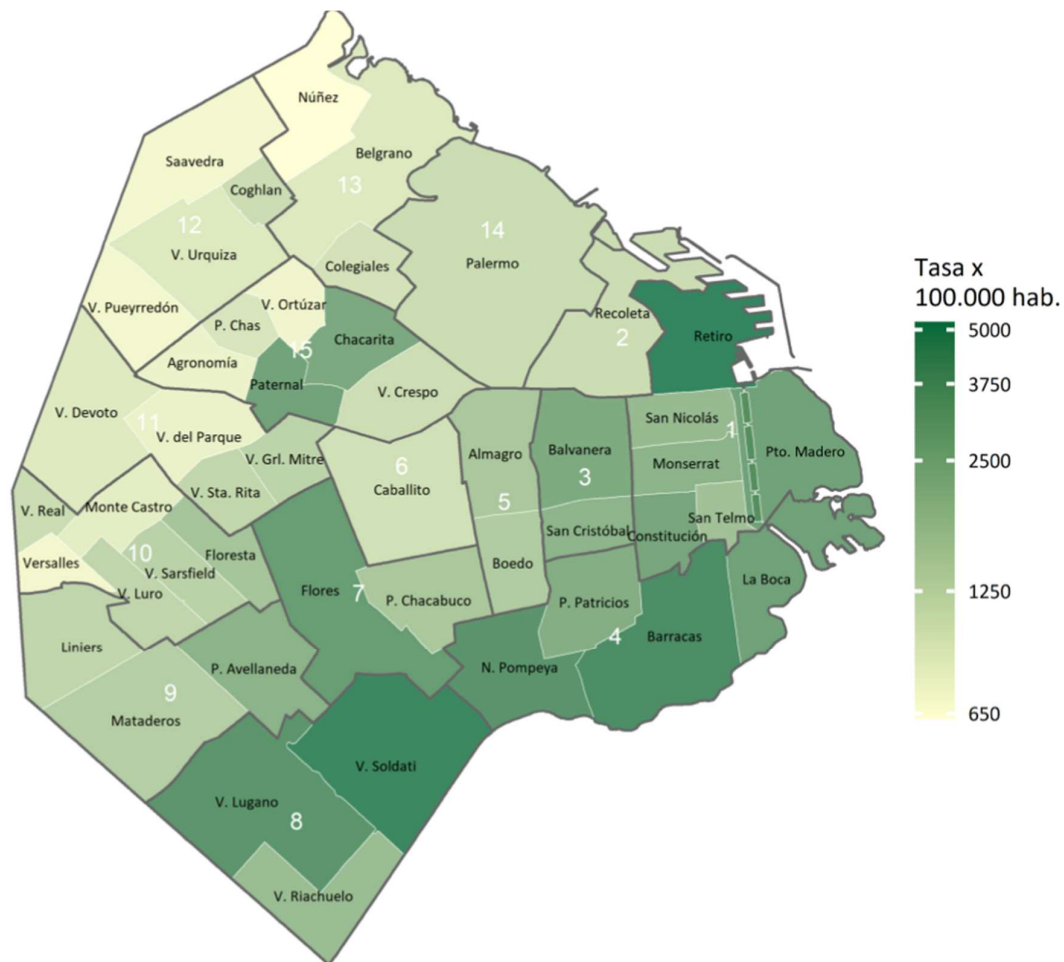 Núñez
Saavedra
Belgrano
Coghlan
13
12
V. Urquiza
14
Palermo
Colegiales
Tasa x
100.000 hab.
V. Pueyrredón
V. Ortúzar
P. Chas
Recoleta
2
Retiro
5000
15
Chacarita
Agronomía
Paternal
3750
V. Crespo
V. Devoto
11
V. del Parque
San Nicolás
1
Almagro
Balvanera
Pto. Madero
2500
V. Grl. Mitre
6
Caballito
Monserrat
3
V. Sta. Rita
5
Monte Castro
V. Real
San Telmo
San Cristóbal
Constitución
Floresta
10
Versalles
V. Sarsfield
Boedo
La Boca
V. Luro
Flores
7
P. Chacabuco
P. Patricios
1250
4
Barracas
Liniers
P. Avellaneda
N. Pompeya
9
Mataderos
650
V. Soldati
V. Lugano
8
V. Riachuelo